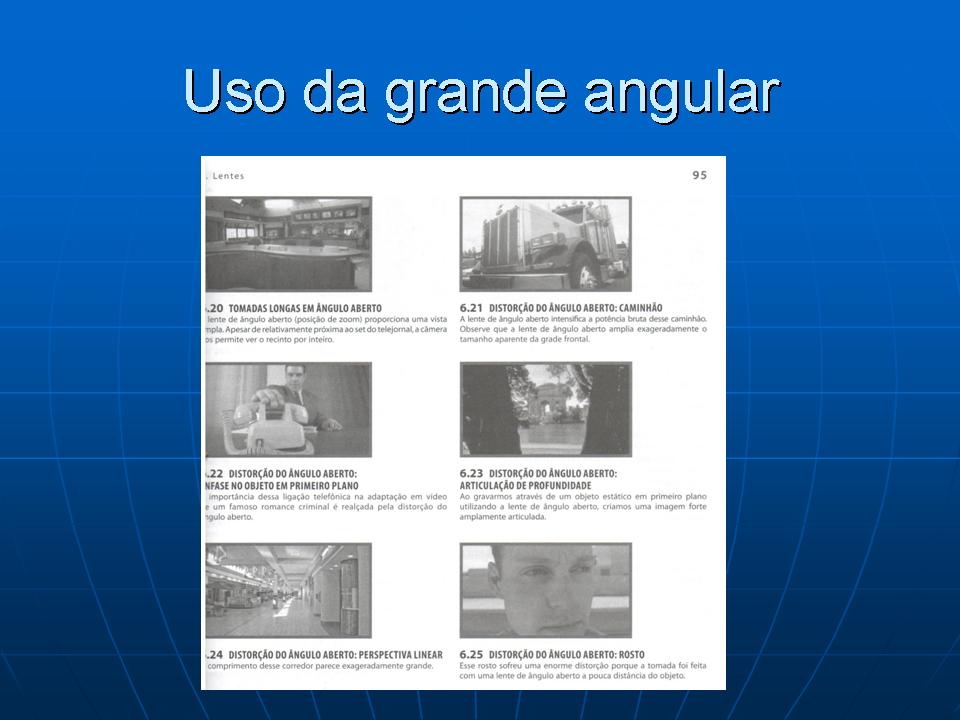 Uso da grande angular
. Lentes 95
.20 TOMADAS LONGAS EM ÂNGULO ABERTO
lente de ângulo aberto (posição de zoom) proporciona uma vista
mpla. Apesar de relativamente próxima ao set do telejornal, a câmera
os permite ver o recinto por inteiro.
6.21 DISTORÇÃO DO ÂNGULO ABERTO: CAMINHÃO
A lente de ângulo aberto intensifica a potência bruta desse caminhão.
Observe que a lente de ângulo aberto amplia exageradamente o
tamanho aparente da grade frontal.
.22 DISTORÇÃO DO ÂNGULO ABERTO:
NFASE NO OBJETO EM PRIMEIRO PLANO
importância dessa ligação telefônica na adaptação em vídeo
e um famoso romance criminal é realçada pela distorção do
ngulo aberto.
6.23 DISTORÇÃO DO ÂNGULO ABERTO:
ARTICULAÇÃO DE PROFUNDIDADE
Ao gravarmos através de um objeto estático em primeiro plano
utilizando a lente de ângulo aberto, criamos uma imagem forte
amplamente articulada.
.24 DISTORÇÃO DO ÂNGULO ABERTO: PERSPECTIVA LINEAR
comprimento desse corredor parece exageradamente grande.
6.25 DISTORÇÃO DO ÂNGULO ABERTO: ROSTO
Esse rosto sofreu uma enorme distorção porque a tomada foi feita
com uma lente de ângulo aberto a pouca distância do objeto.